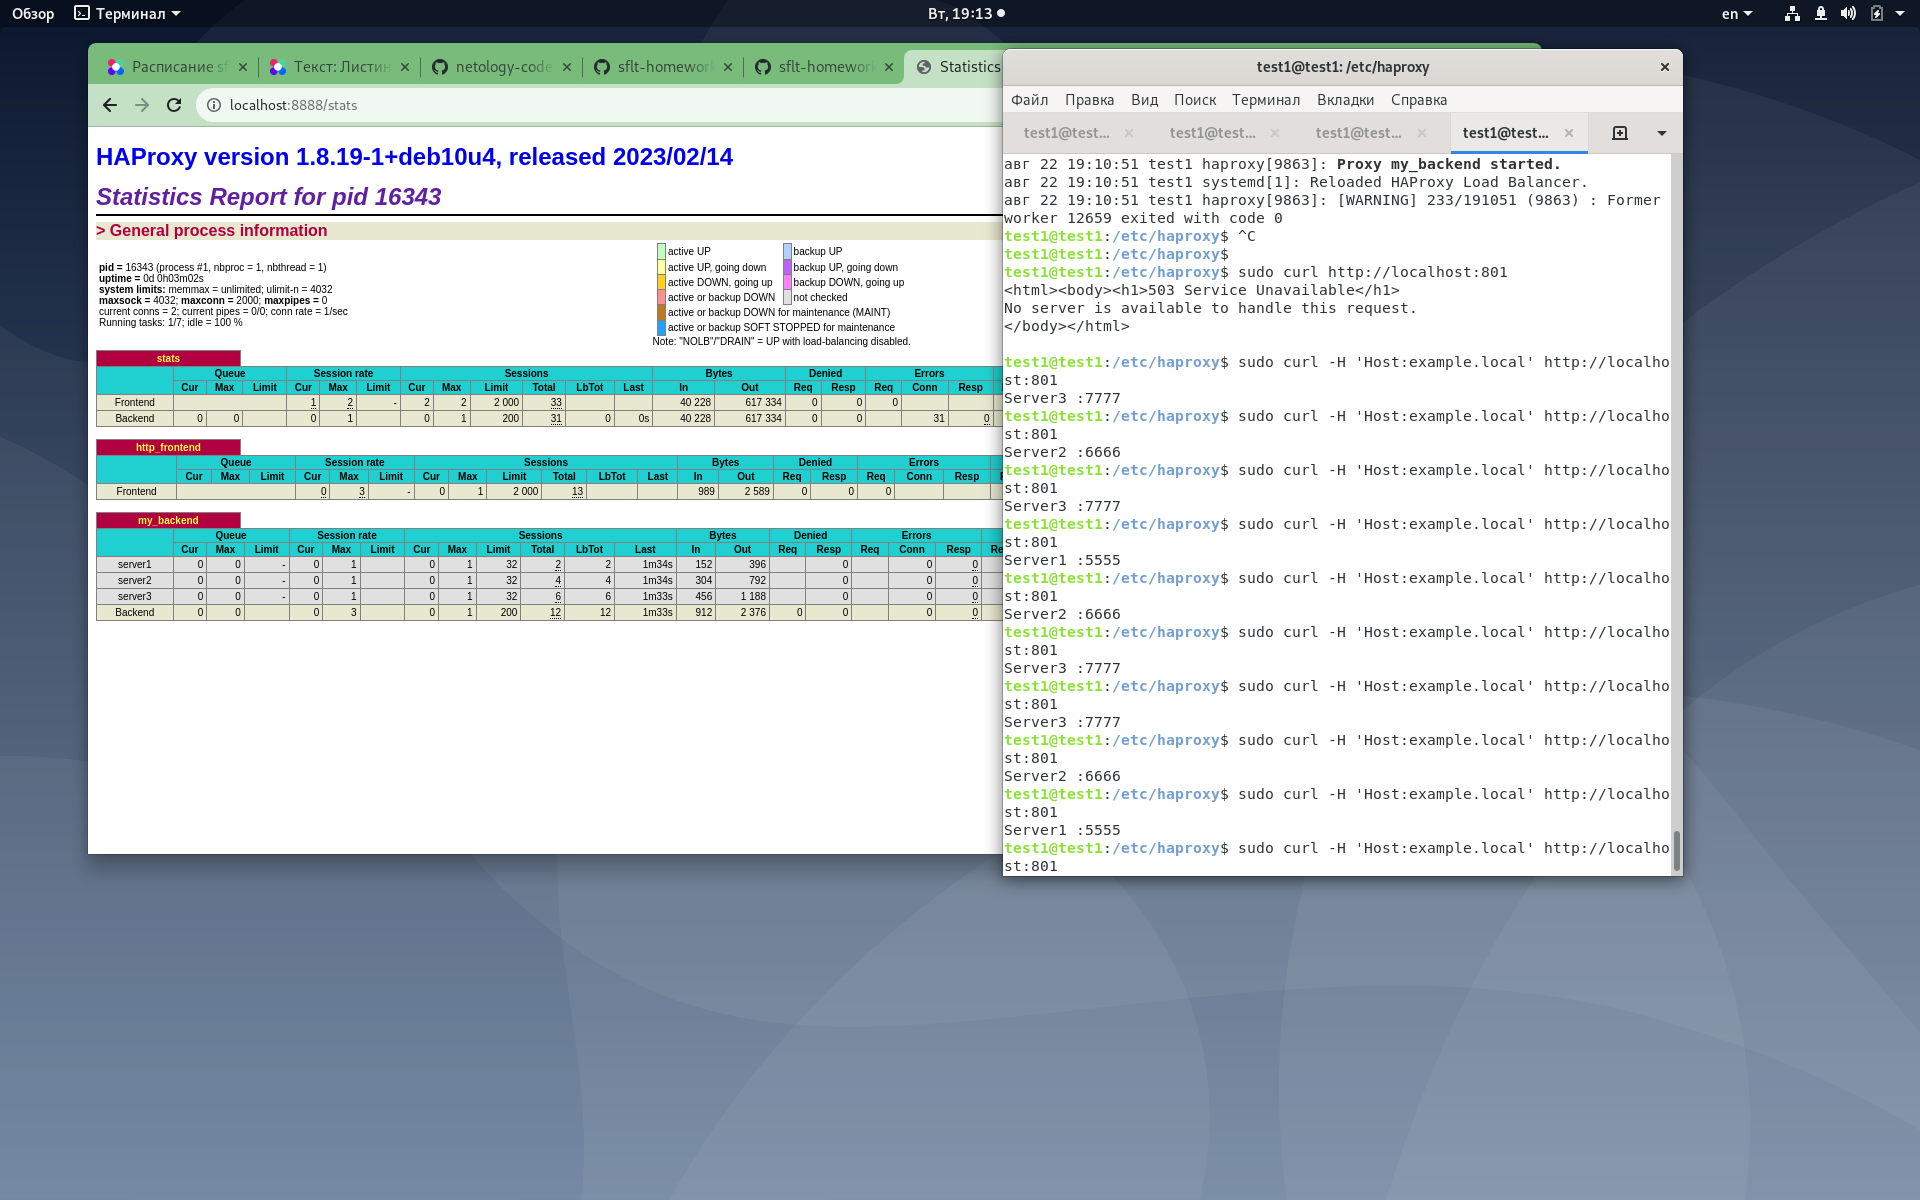 Обзор Терминал Вт, 19:13 en
Расписание sf Текст: Листин netology-code sflt-homework sflt-homework Statistics
localhost:8888/stats
HAProxy version 1.8.19-1+deb10u4, released 2023/02/14
Statistics Report for pid 16343
> General process information
pid = 16343 (process #1, nbproc = 1, nbthread = 1)
uptime = 0d 0h03m02s
system limits: memmax = unlimited; ulimit-n = 4032
maxsock = 4032; maxconn = 2000; maxpipes = 0
current conns = 2; current pipes = 0/0; conn rate = 1/sec
Running tasks: 1/7; idle = 100 %
active UP backup UP
active UP, going down backup UP, going down
active DOWN, going up backup DOWN, going up
active or backup DOWN not checked
active or backup DOWN for maintenance (MAINT)
active or backup SOFT STOPPED for maintenance
Note: "NOLB"/"DRAIN" = UP with load-balancing disabled.
stats
Queue Session rate Sessions Bytes Denied Errors
Cur Max Limit Cur Max Limit Cur Max Limit Total LbTot Last In Out Req Resp Req Conn Resp
Frontend 1 2 - 2 2 2 000 33 40 228 617 334 0 0 0
Backend 0 0 0 1 0 1 200 31 0 0s 40 228 617 334 0 0 31 0
http_frontend
Queue Session rate Sessions Bytes Denied Errors
Cur Max Limit Cur Max Limit Cur Max Limit Total LbTot Last In Out Req Resp Req Conn Resp
Frontend 0 3 - 0 1 2 000 13 989 2 589 0 0 0
my_backend
Queue Session rate Sessions Bytes Denied Errors
Cur Max Limit Cur Max Limit Cur Max Limit Total LbTot Last In Out Req Resp Req Conn Resp Re
server1 0 0 - 0 1 0 1 32 2 2 1m34s 152 396 0 0 0
server2 0 0 - 0 1 0 1 32 4 4 1m34s 304 792 0 0 0
server3 0 0 - 0 1 0 1 32 6 6 1m33s 456 1 188 0 0 0
Backend 0 0 0 3 0 1 200 12 12 1m33s 912 2 376 0 0 0 0
test1@test1: /etc/haproxy
Файл Правка Вид Поиск Терминал Вкладки Справка
test1@test... test1@test... test1@test... test1@test...
авг 22 19:10:51 test1 haproxy[9863]: Proxy my_backend started.
авг 22 19:10:51 test1 systemd[1]: Reloaded HAProxy Load Balancer.
авг 22 19:10:51 test1 haproxy[9863]: [WARNING] 233/191051 (9863) : Former
worker 12659 exited with code 0
test1@test1:/etc/haproxy$ ^C
test1@test1:/etc/haproxy$
test1@test1:/etc/haproxy$ sudo curl http://localhost:801
<html><body><h1>503 Service Unavailable</h1>
No server is available to handle this request.
</body></html>
test1@test1:/etc/haproxy$ sudo curl -H 'Host:example.local' http://localho
st:801
Server3 :7777
test1@test1:/etc/haproxy$ sudo curl -H 'Host:example.local' http://localho
st:801
Server2 :6666
test1@test1:/etc/haproxy$ sudo curl -H 'Host:example.local' http://localho
st:801
Server3 :7777
test1@test1:/etc/haproxy$ sudo curl -H 'Host:example.local' http://localho
st:801
Server1 :5555
test1@test1:/etc/haproxy$ sudo curl -H 'Host:example.local' http://localho
st:801
Server2 :6666
test1@test1:/etc/haproxy$ sudo curl -H 'Host:example.local' http://localho
st:801
Server3 :7777
test1@test1:/etc/haproxy$ sudo curl -H 'Host:example.local' http://localho
st:801
Server3 :7777
test1@test1:/etc/haproxy$ sudo curl -H 'Host:example.local' http://localho
st:801
Server2 :6666
test1@test1:/etc/haproxy$ sudo curl -H 'Host:example.local' http://localho
st:801
Server1 :5555
test1@test1:/etc/haproxy$ sudo curl -H 'Host:example.local' http://localho
st:801